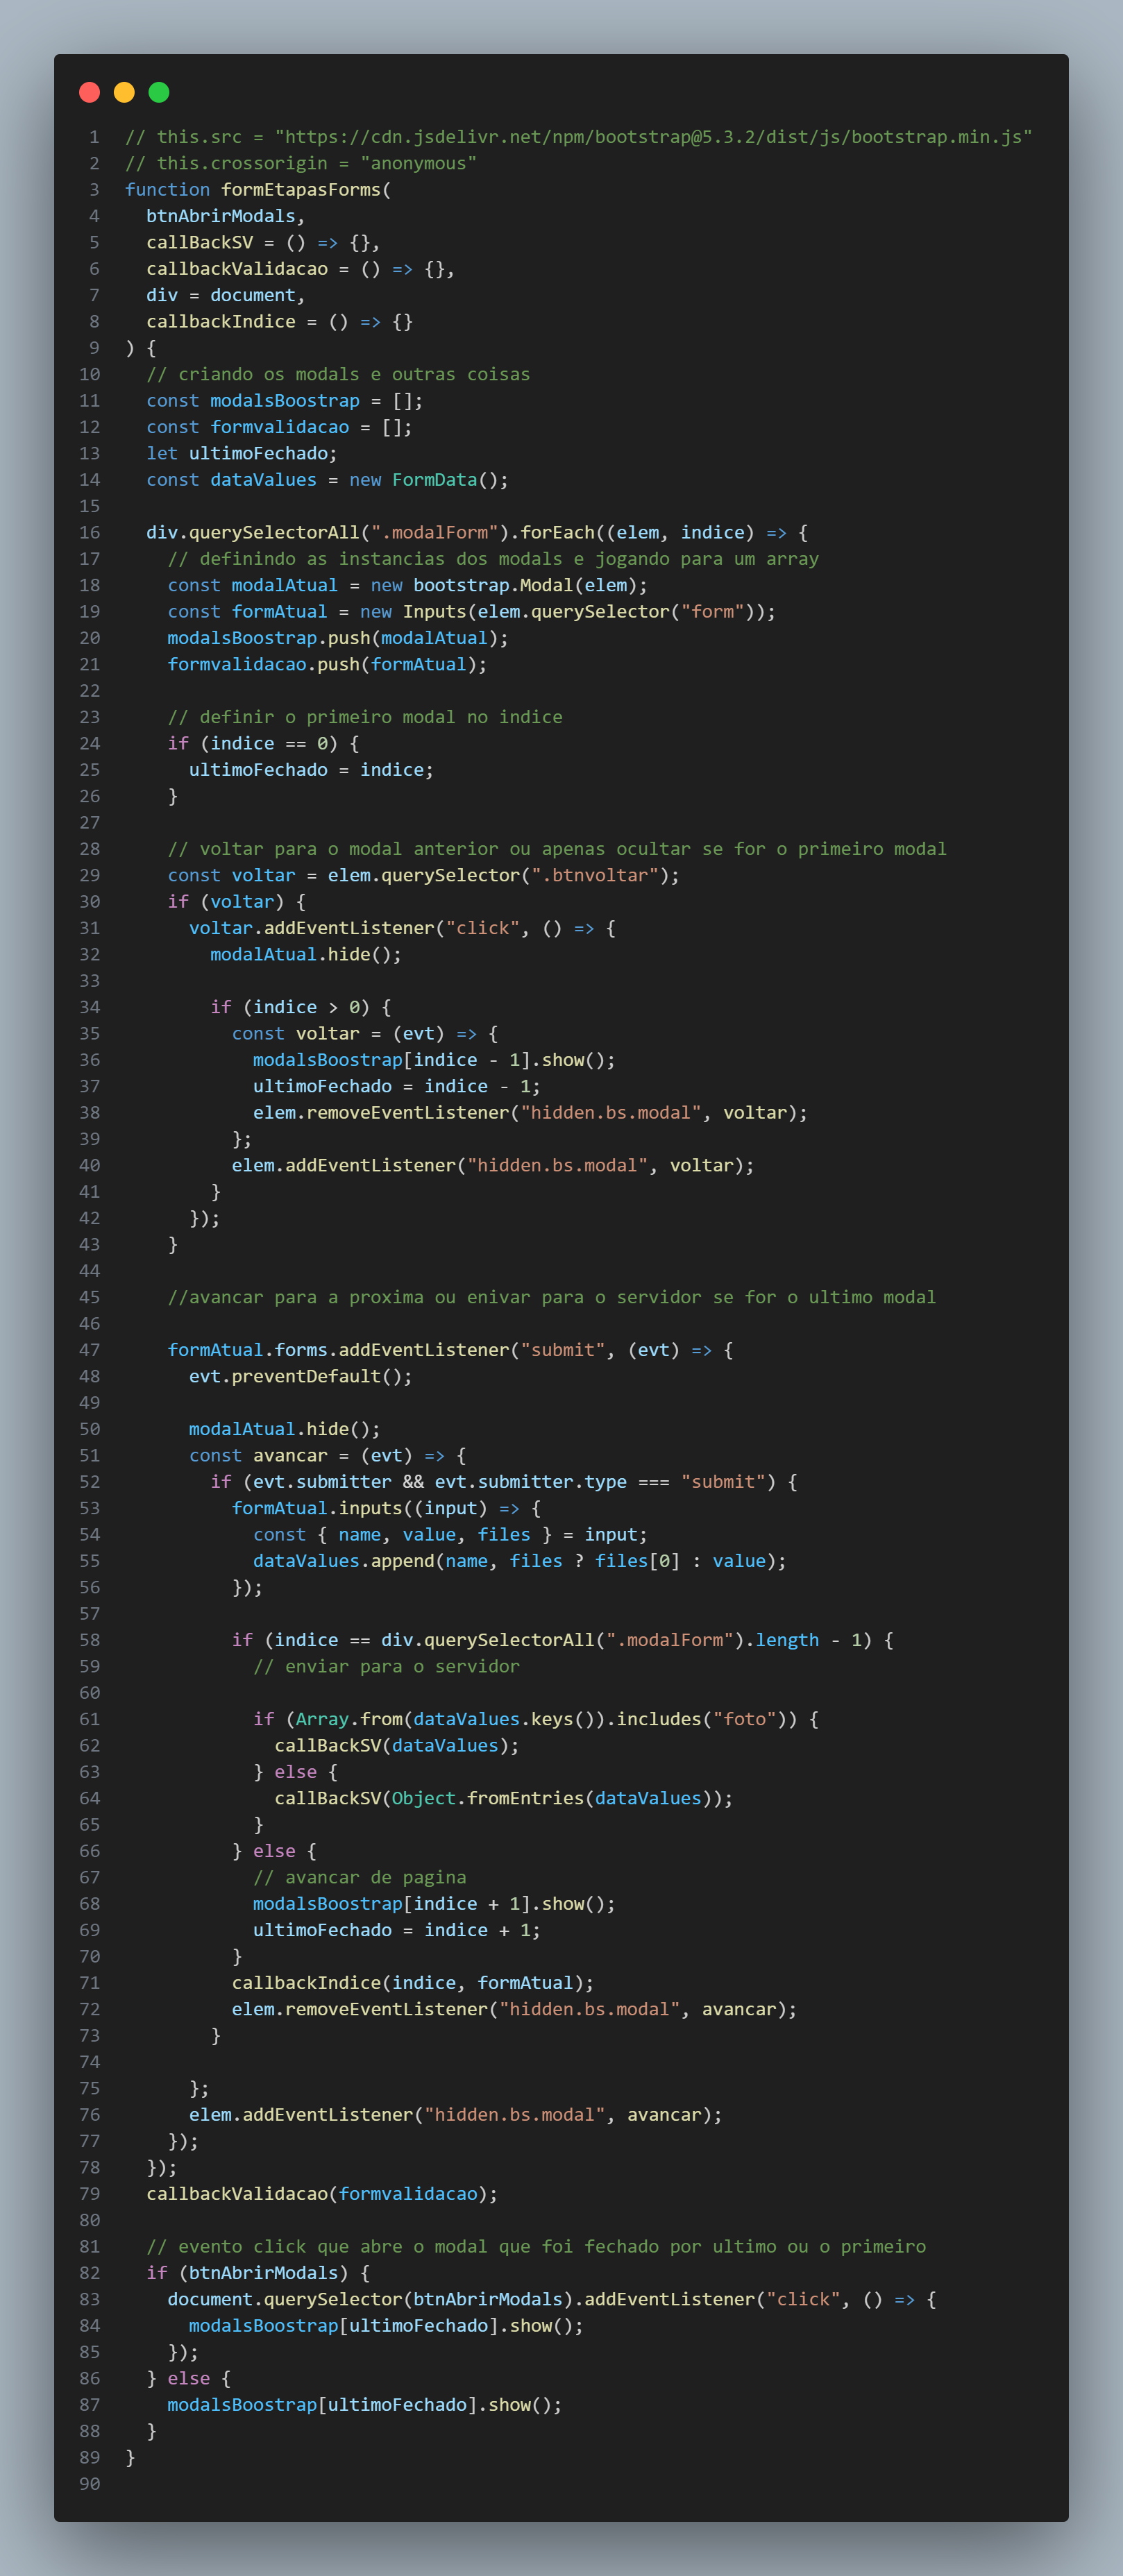 1 // this.src = "https://cdn.jsdelivr.net/npm/bootstrap@5.3.2/dist/js/bootstrap.min.js"
2 // this.crossorigin = "anonymous"
3 function formEtapasForms(
4   btnAbrirModals,
5   callBackSV = () => {},
6   callbackValidacao = () => {},
7   div = document,
8   callbackIndice = () => {}
9 ) {
10   // criando os modals e outras coisas
11   const modalsBoostrap = [];
12   const formvalidacao = [];
13   let ultimoFechado;
14   const dataValues = new FormData();
15
16   div.querySelectorAll(".modalForm").forEach((elem, indice) => {
17     // definindo as instancias dos modals e jogando para um array
18     const modalAtual = new bootstrap.Modal(elem);
19     const formAtual = new Inputs(elem.querySelector("form"));
20     modalsBoostrap.push(modalAtual);
21     formvalidacao.push(formAtual);
22
23     // definir o primeiro modal no indice
24     if (indice == 0) {
25       ultimoFechado = indice;
26     }
27
28     // voltar para o modal anterior ou apenas ocultar se for o primeiro modal
29     const voltar = elem.querySelector(".btnvoltar");
30     if (voltar) {
31       voltar.addEventListener("click", () => {
32         modalAtual.hide();
33
34         if (indice > 0) {
35           const voltar = (evt) => {
36             modalsBoostrap[indice - 1].show();
37             ultimoFechado = indice - 1;
38             elem.removeEventListener("hidden.bs.modal", voltar);
39           };
40           elem.addEventListener("hidden.bs.modal", voltar);
41         }
42       });
43     }
44
45     //avancar para a proxima ou enivar para o servidor se for o ultimo modal
46
47     formAtual.forms.addEventListener("submit", (evt) => {
48       evt.preventDefault();
49
50       modalAtual.hide();
51       const avancar = (evt) => {
52         if (evt.submitter && evt.submitter.type === "submit") {
53           formAtual.inputs((input) => {
54             const { name, value, files } = input;
55             dataValues.append(name, files ? files[0] : value);
56           });
57
58           if (indice == div.querySelectorAll(".modalForm").length - 1) {
59             // enviar para o servidor
60
61             if (Array.from(dataValues.keys()).includes("foto")) {
62               callBackSV(dataValues);
63             } else {
64               callBackSV(Object.fromEntries(dataValues));
65             }
66           } else {
67             // avancar de pagina
68             modalsBoostrap[indice + 1].show();
69             ultimoFechado = indice + 1;
70           }
71           callbackIndice(indice, formAtual);
72           elem.removeEventListener("hidden.bs.modal", avancar);
73         }
74
75       };
76       elem.addEventListener("hidden.bs.modal", avancar);
77     });
78   });
79   callbackValidacao(formvalidacao);
80
81   // evento click que abre o modal que foi fechado por ultimo ou o primeiro
82   if (btnAbrirModals) {
83     document.querySelector(btnAbrirModals).addEventListener("click", () => {
84       modalsBoostrap[ultimoFechado].show();
85     });
86   } else {
87     modalsBoostrap[ultimoFechado].show();
88   }
89 }
90